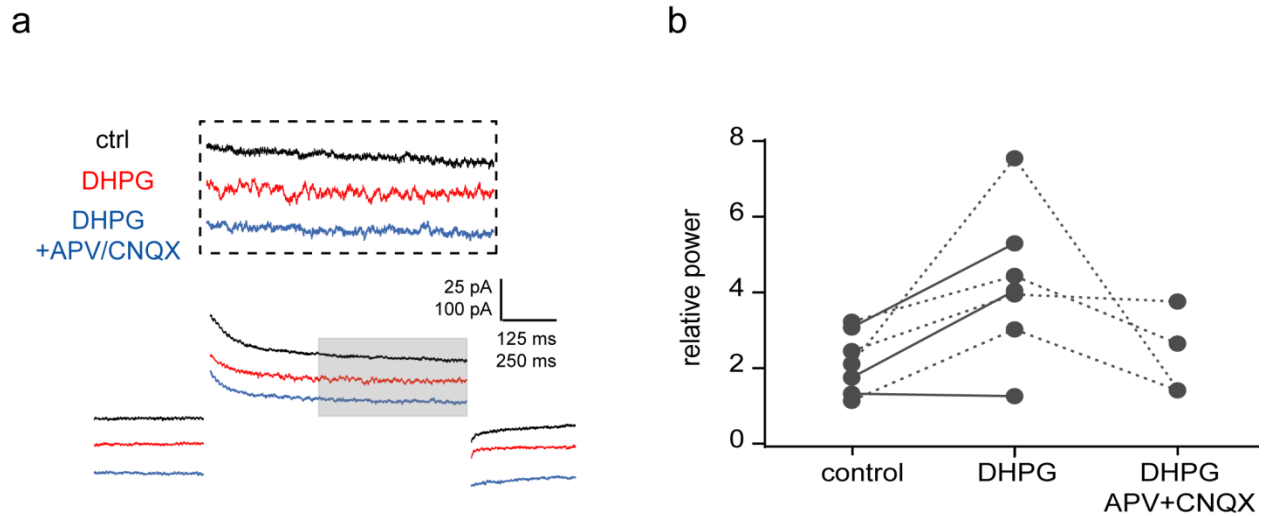 a
ctrl
DHPG
DHPG
+APV/CNQX
25 pA
100 pA
125 ms
250 ms
b
8
6
4
2
0
relative power
control
DHPG
DHPG
APV+CNQX